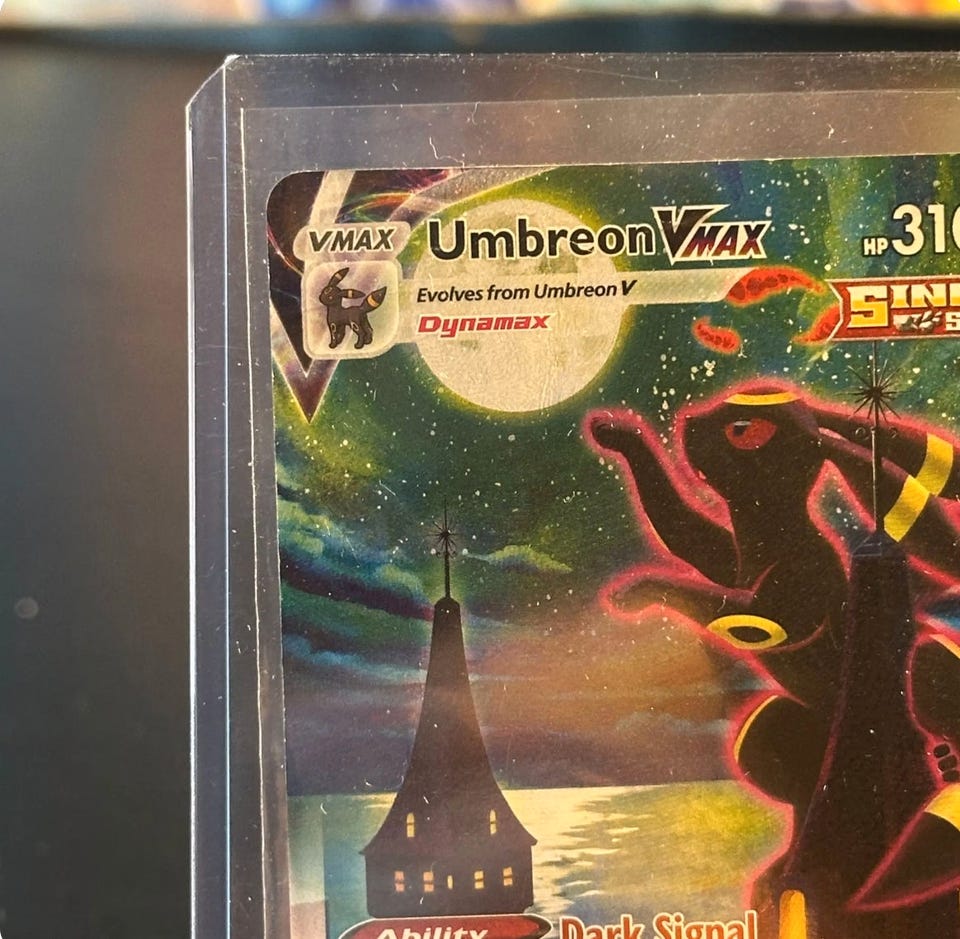 VMAX Umbreon VMAX HP 310
Evolves from Umbreon V
Dynamax
Ability Dark Signal